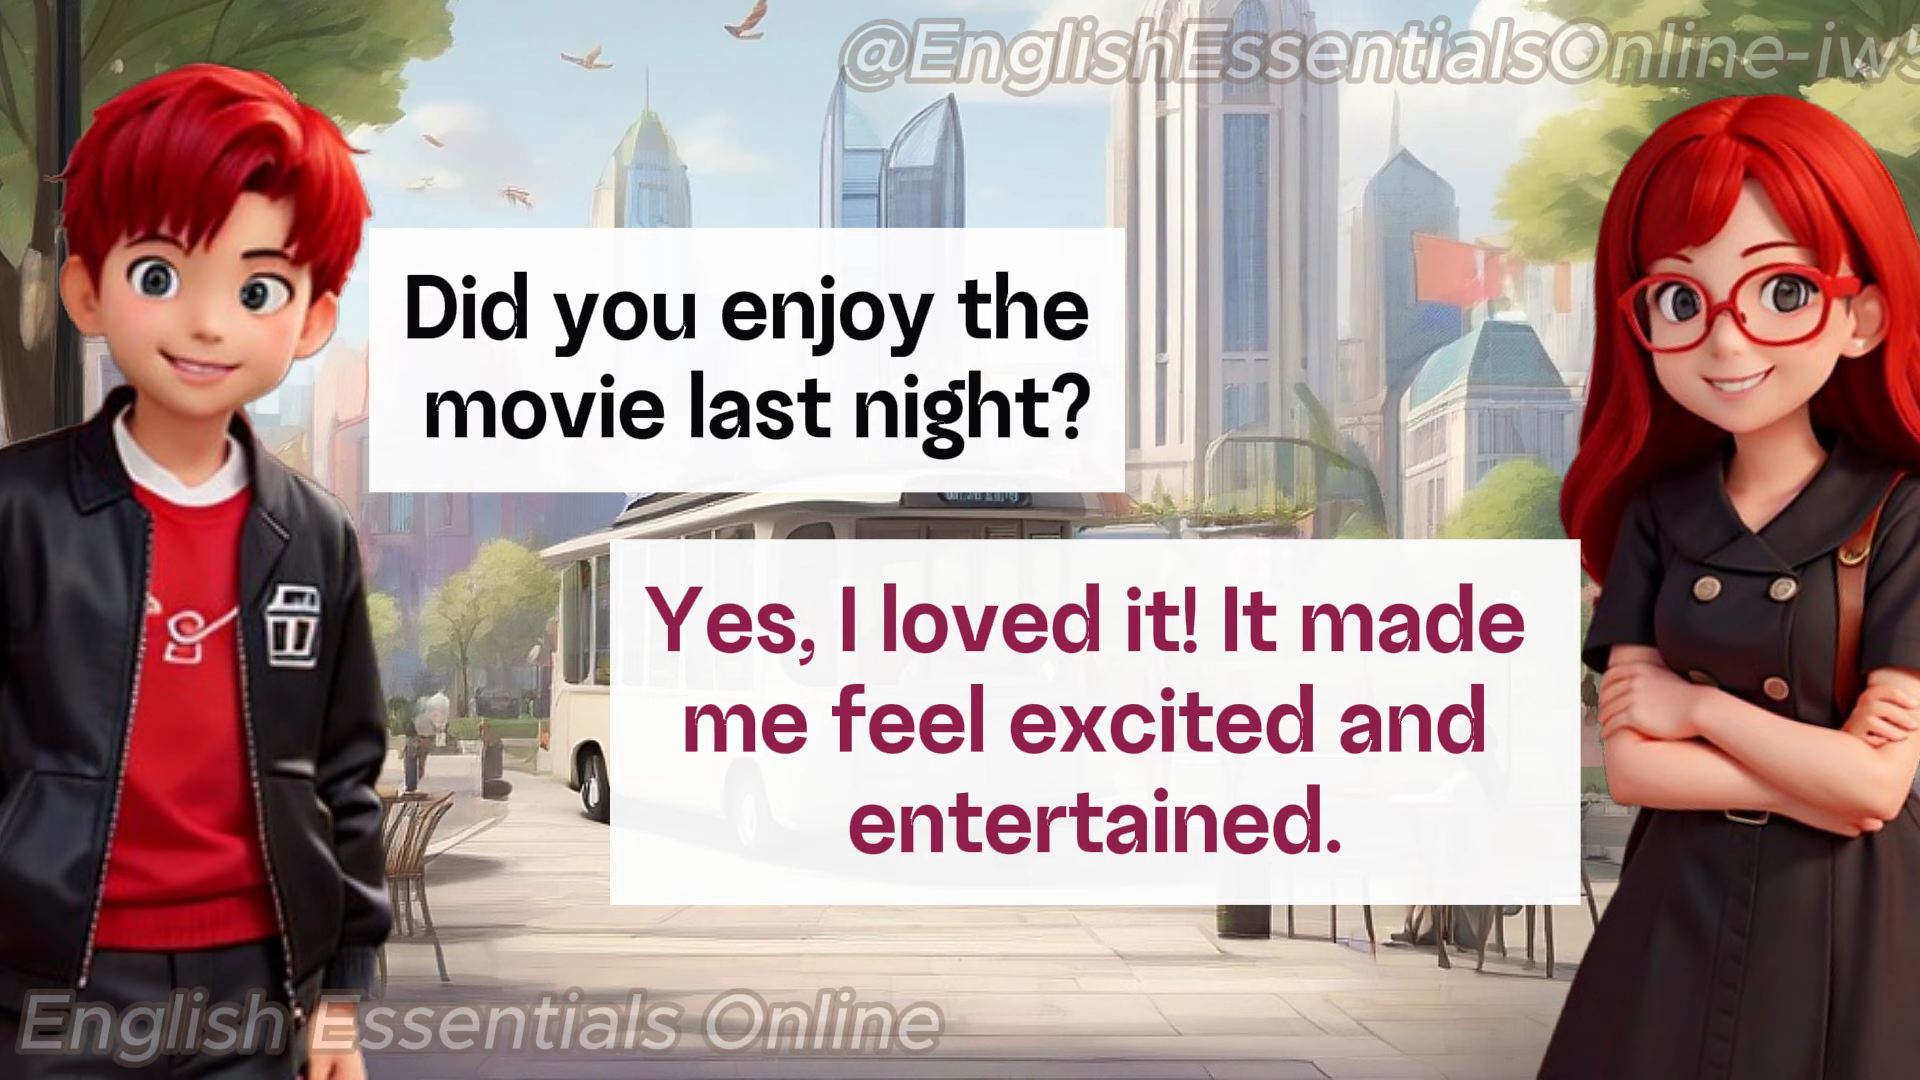 @EnglishEssentialsOnline-iw5
Did you enjoy the
movie last night?
Yes, I loved it! It made
me feel excited and
entertained.
English Essentials Online